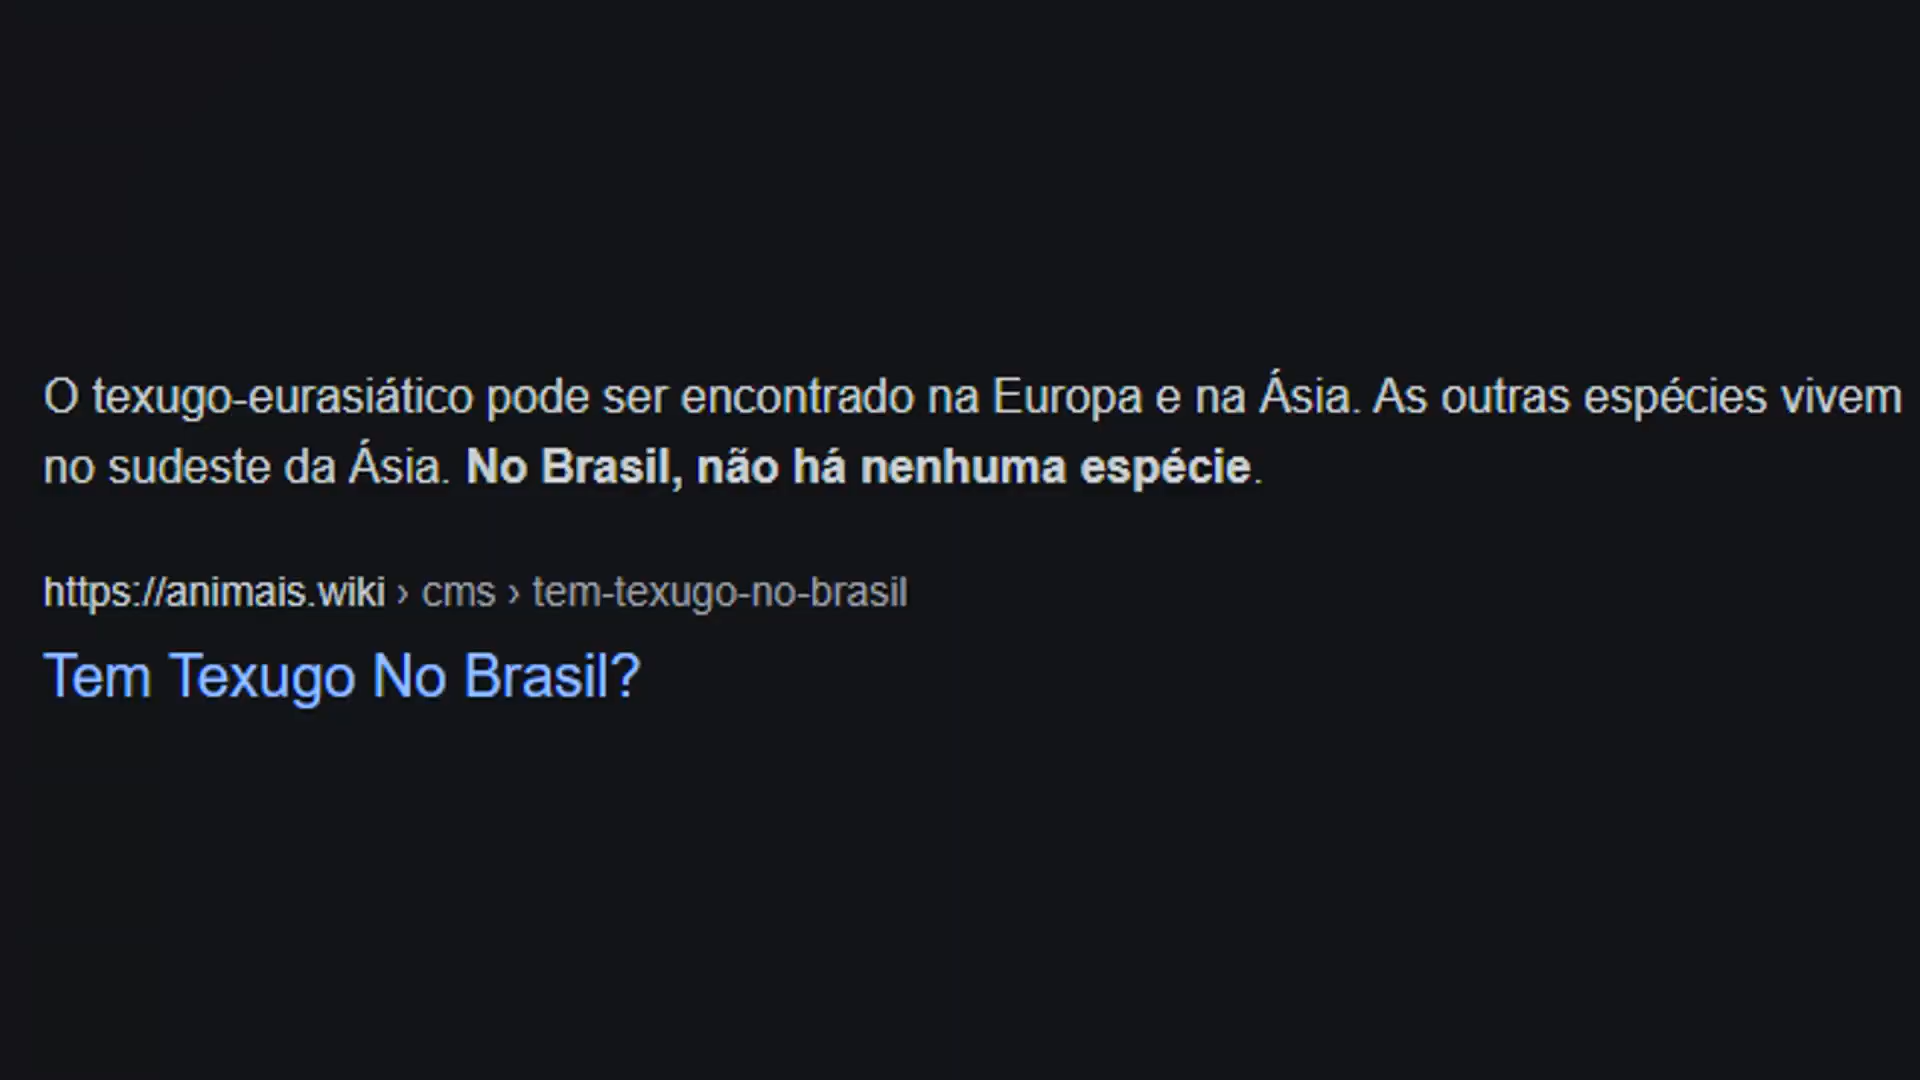 O texugo-eurasiático pode ser encontrado na Europa e na Ásia. As outras espécies vivem
no sudeste da Ásia. No Brasil, não há nenhuma espécie.
https://animais.wiki › cms › tem-texugo-no-brasil
Tem Texugo No Brasil?